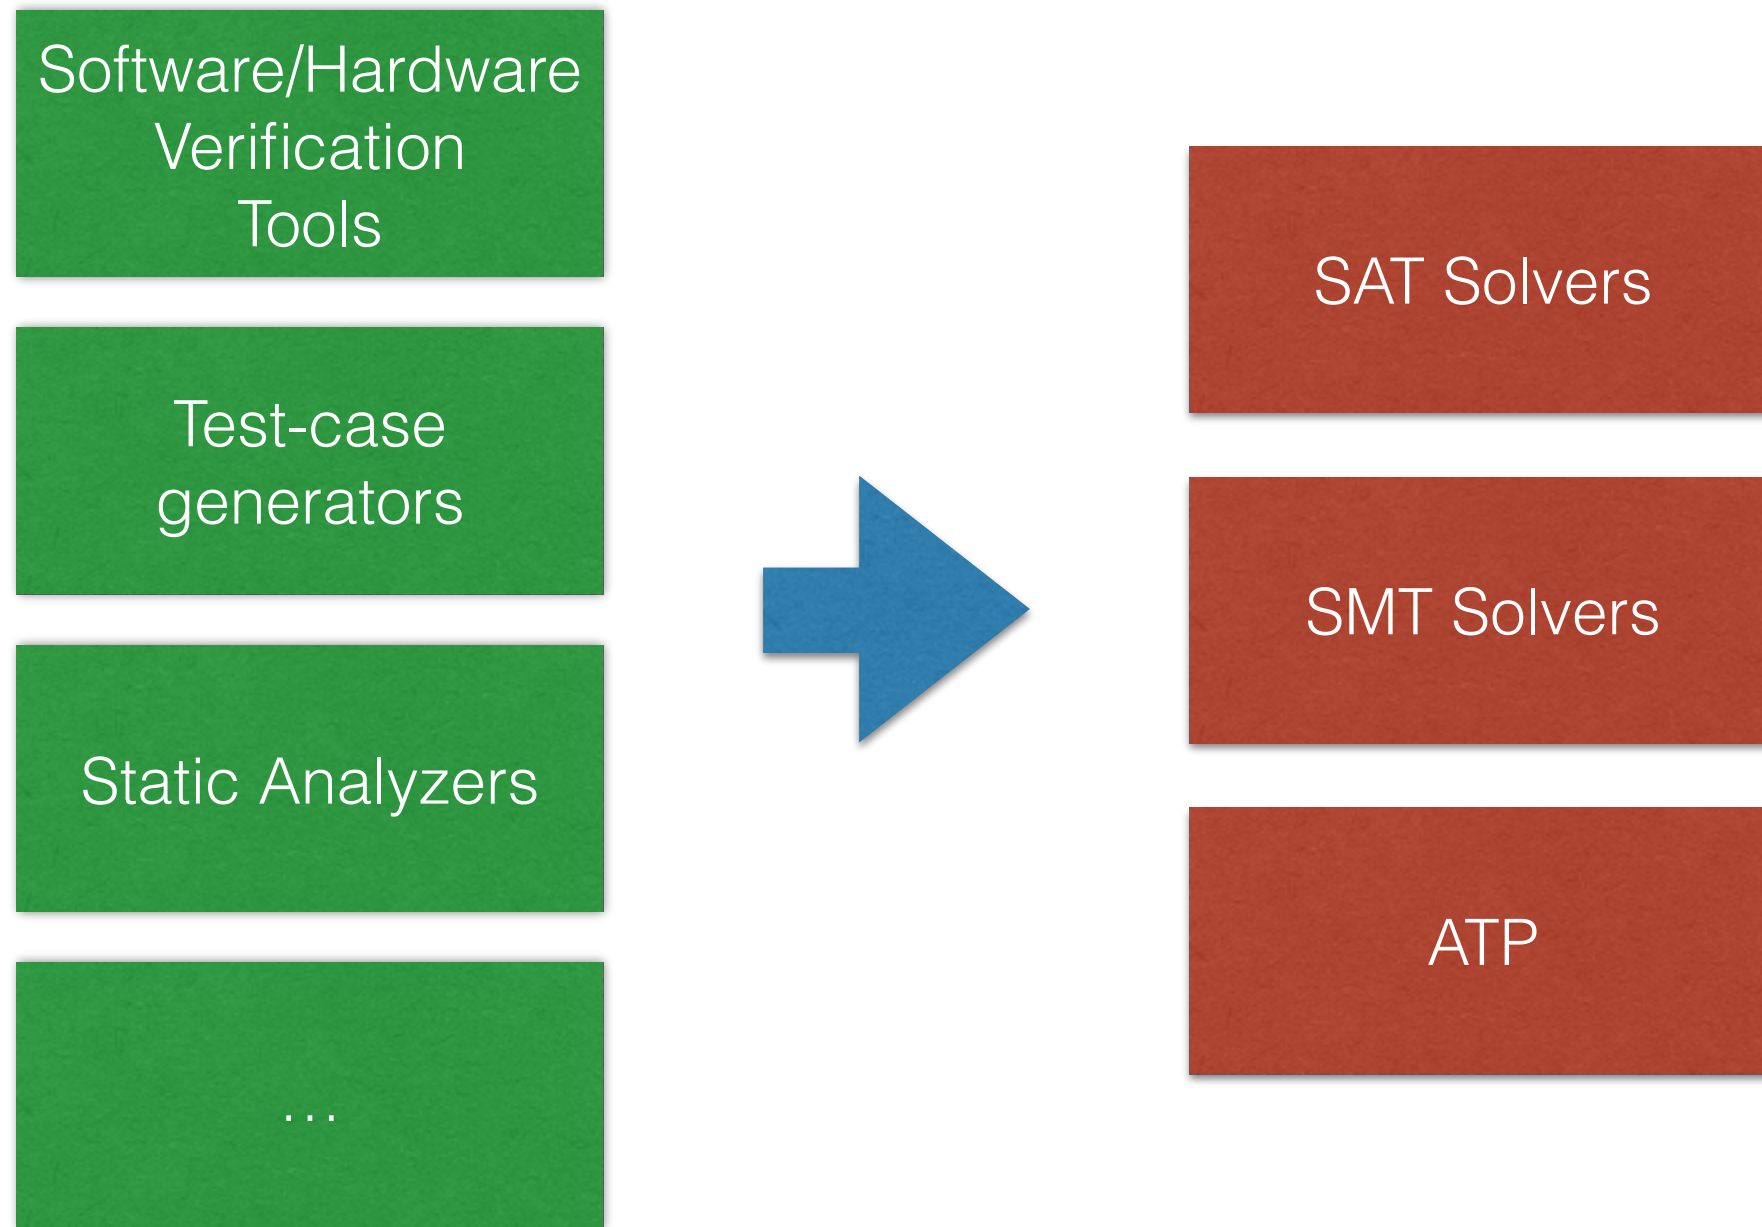 Software/Hardware
Verification
Tools
Test-case
generators
Static Analyzers
...
SAT Solvers
SMT Solvers
ATP